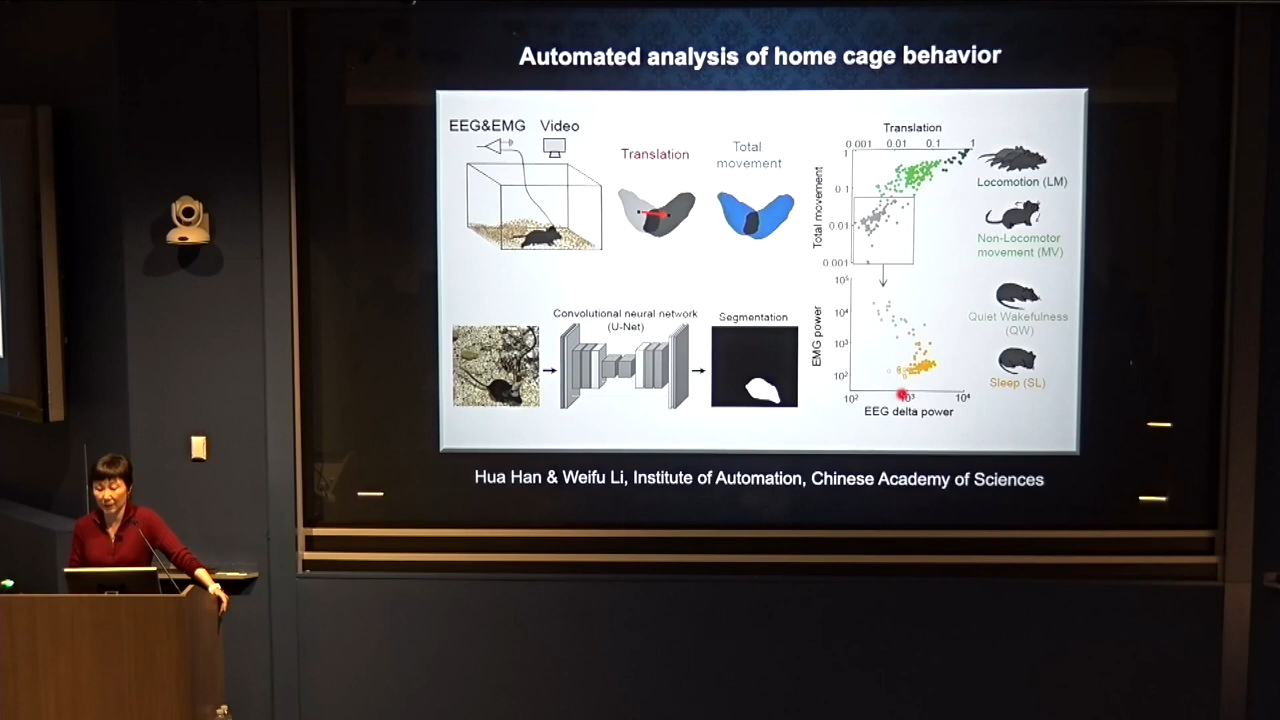 Automated analysis of home cage behavior
EEG&EMG Video
Translation
Total
movement
Translation
0.001 0.01 0.1 1
Total movement
1
0.1
0.01
0.001
Locomotion (LM)
Non-Locomotor
movement (MV)
Convolutional neural network
(U-Net)
Segmentation
EMG power
10⁵
10⁴
10³
10²
Quiet Wakefulness
(QW)
Sleep (SL)
10² 10³ 10⁴
EEG delta power
Hua Han & Weifu Li, Institute of Automation, Chinese Academy of Sciences